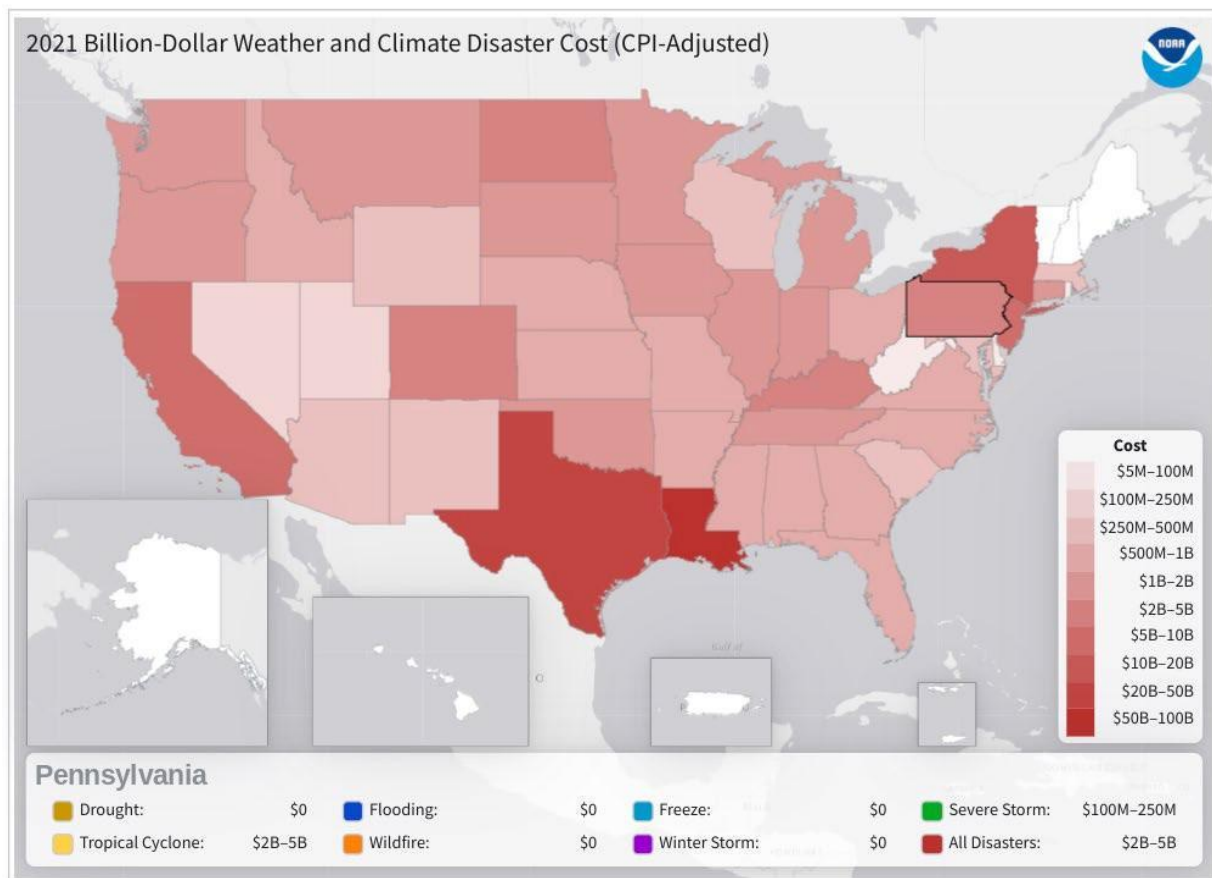 2021 Billion-Dollar Weather and Climate Disaster Cost (CPI-Adjusted)
NOAA
Cost
$5M–100M
$100M–250M
$250M–500M
$500M–1B
$1B–2B
$2B–5B
$5B–10B
$10B–20B
$20B–50B
$50B–100B
Gulf of
Pennsylvania
Drought: $0 Flooding: $0 Freeze: $0 Severe Storm: $100M–250M
Tropical Cyclone: $2B–5B Wildfire: $0 Winter Storm: $0 All Disasters: $2B–5B